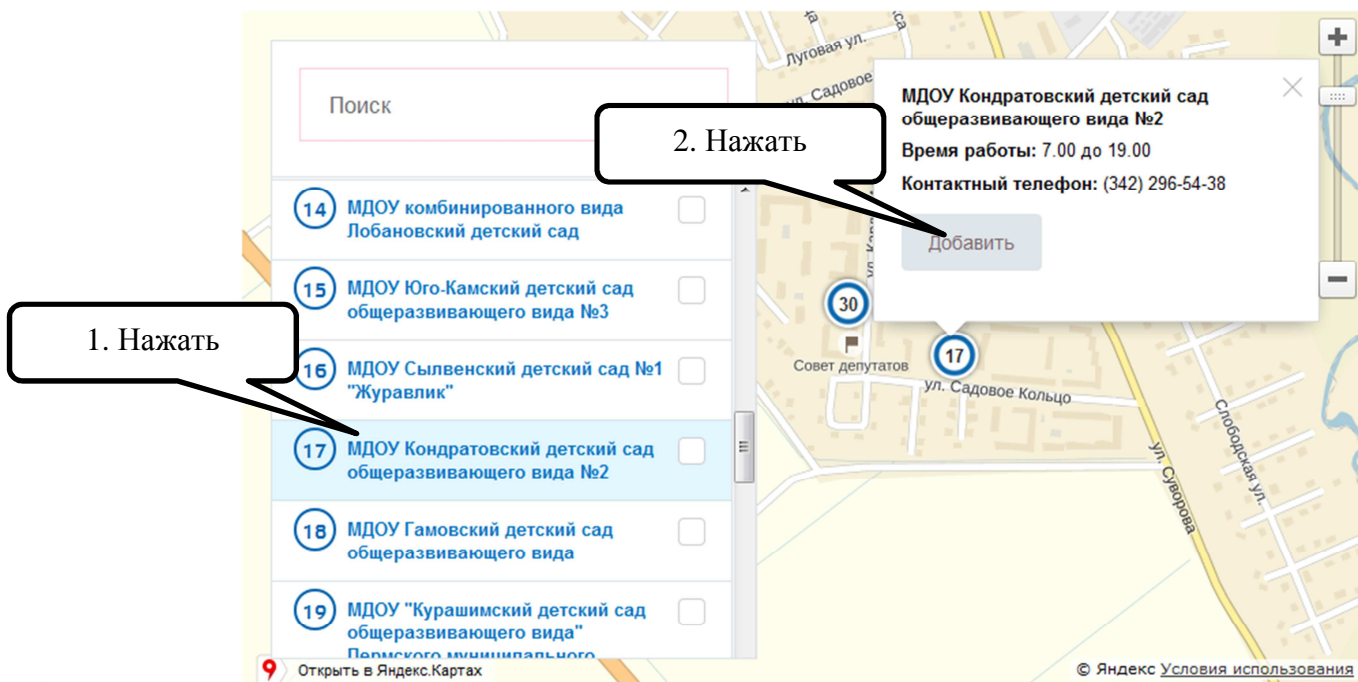 Поиск
14
МДОУ комбинированного вида
Лобановский детский сад
15
МДОУ Юго-Камский детский сад
общеразвивающего вида №3
16
МДОУ Сылвенский детский сад №1
"Журавлик"
17
МДОУ Кондратовский детский сад
общеразвивающего вида №2
18
МДОУ Гамовский детский сад
общеразвивающего вида
19
МДОУ "Курашимский детский сад
общеразвивающего вида"
Пермского муниципального
1. Нажать
2. Нажать
МДОУ Кондратовский детский сад
общеразвивающего вида №2
Время работы: 7.00 до 19.00
Контактный телефон: (342) 296-54-38
Добавить
Луговая ул.
ул. Садовое
30
17
Совет депутатов
ул. Садовое Кольцо
ул. Суворова
Слободская ул.
Открыть в Яндекс.Картах
© Яндекс Условия использования